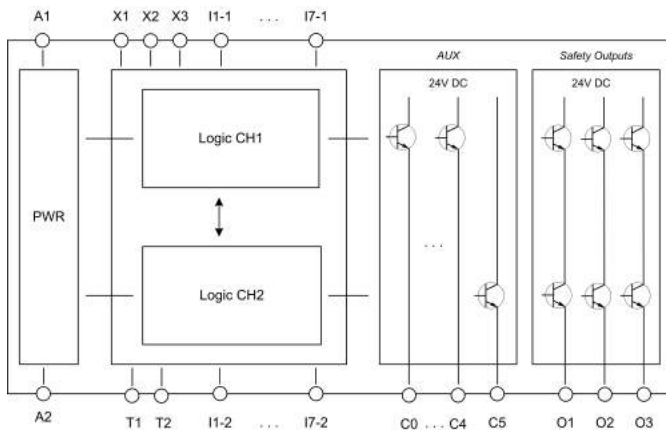 A1 X1 X2 X3 I1-1 . . . I7-1
AUX Safety Outputs
24V DC 24V DC
Logic CH1
PWR
. . .
Logic CH2
A2 T1 T2 I1-2 . . . I7-2 C0 . . . C4 C5 O1 O2 O3